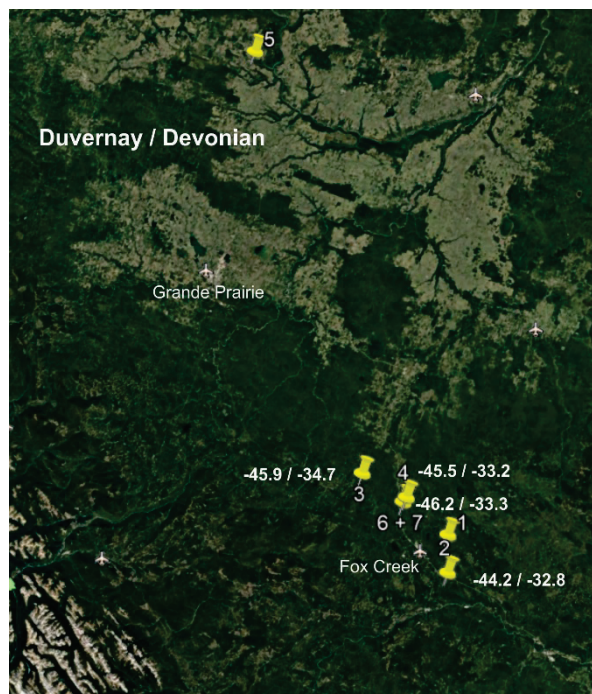 5
Duvernay / Devonian
Grande Prairie
-45.9 / -34.7
3
4
-45.5 / -33.2
-46.2 / -33.3
6 + 7
1
2
Fox Creek
-44.2 / -32.8